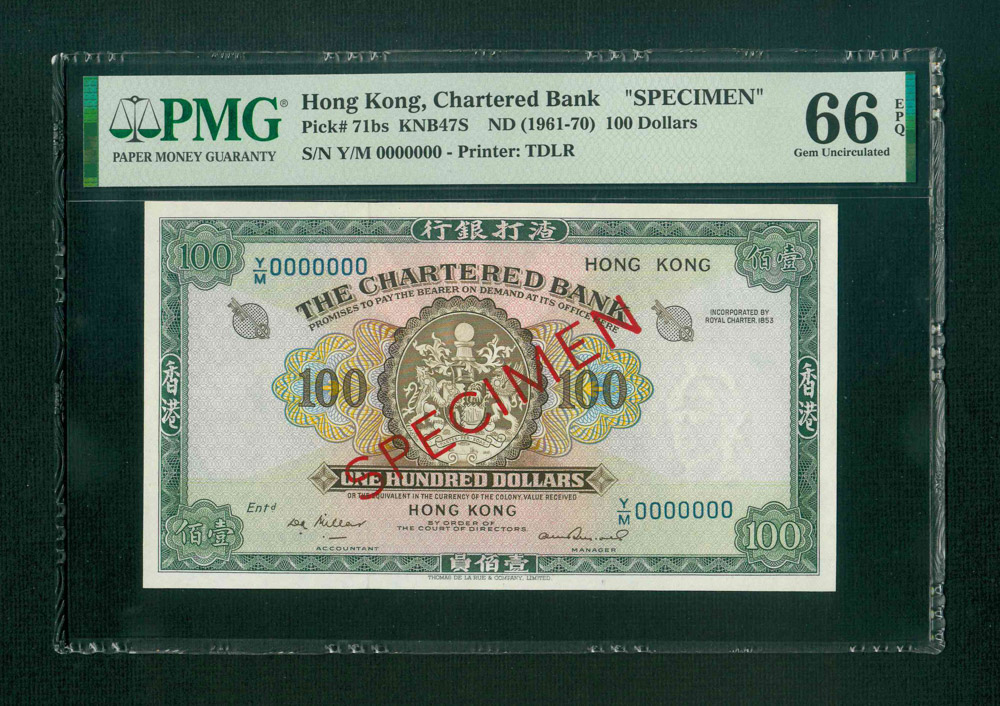 PMG®
PAPER MONEY GUARANTY
Hong Kong, Chartered Bank "SPECIMEN"
Pick# 71bs KNB47S ND (1961-70) 100 Dollars
S/N Y/M 0000000 - Printer: TDLR
66
EPQ
Gem Uncirculated
行銀打渣
100
Y/M 0000000
HONG KONG
佰壹
THE CHARTERED BANK
PROMISES TO PAY THE BEARER ON DEMAND AT ITS OFFICE HERE
INCORPORATED BY
ROYAL CHARTER, 1853
香港
100
100
香港
SPECIMEN
ONE HUNDRED DOLLARS
OR THE EQUIVALENT IN THE CURRENCY OF THE COLONY, VALUE RECEIVED
HONG KONG
Y/M 0000000
Entd
BY ORDER OF
THE COURT OF DIRECTORS.
ACCOUNTANT
MANAGER
佰壹
員佰壹
100
THOMAS DE LA RUE & COMPANY, LIMITED.